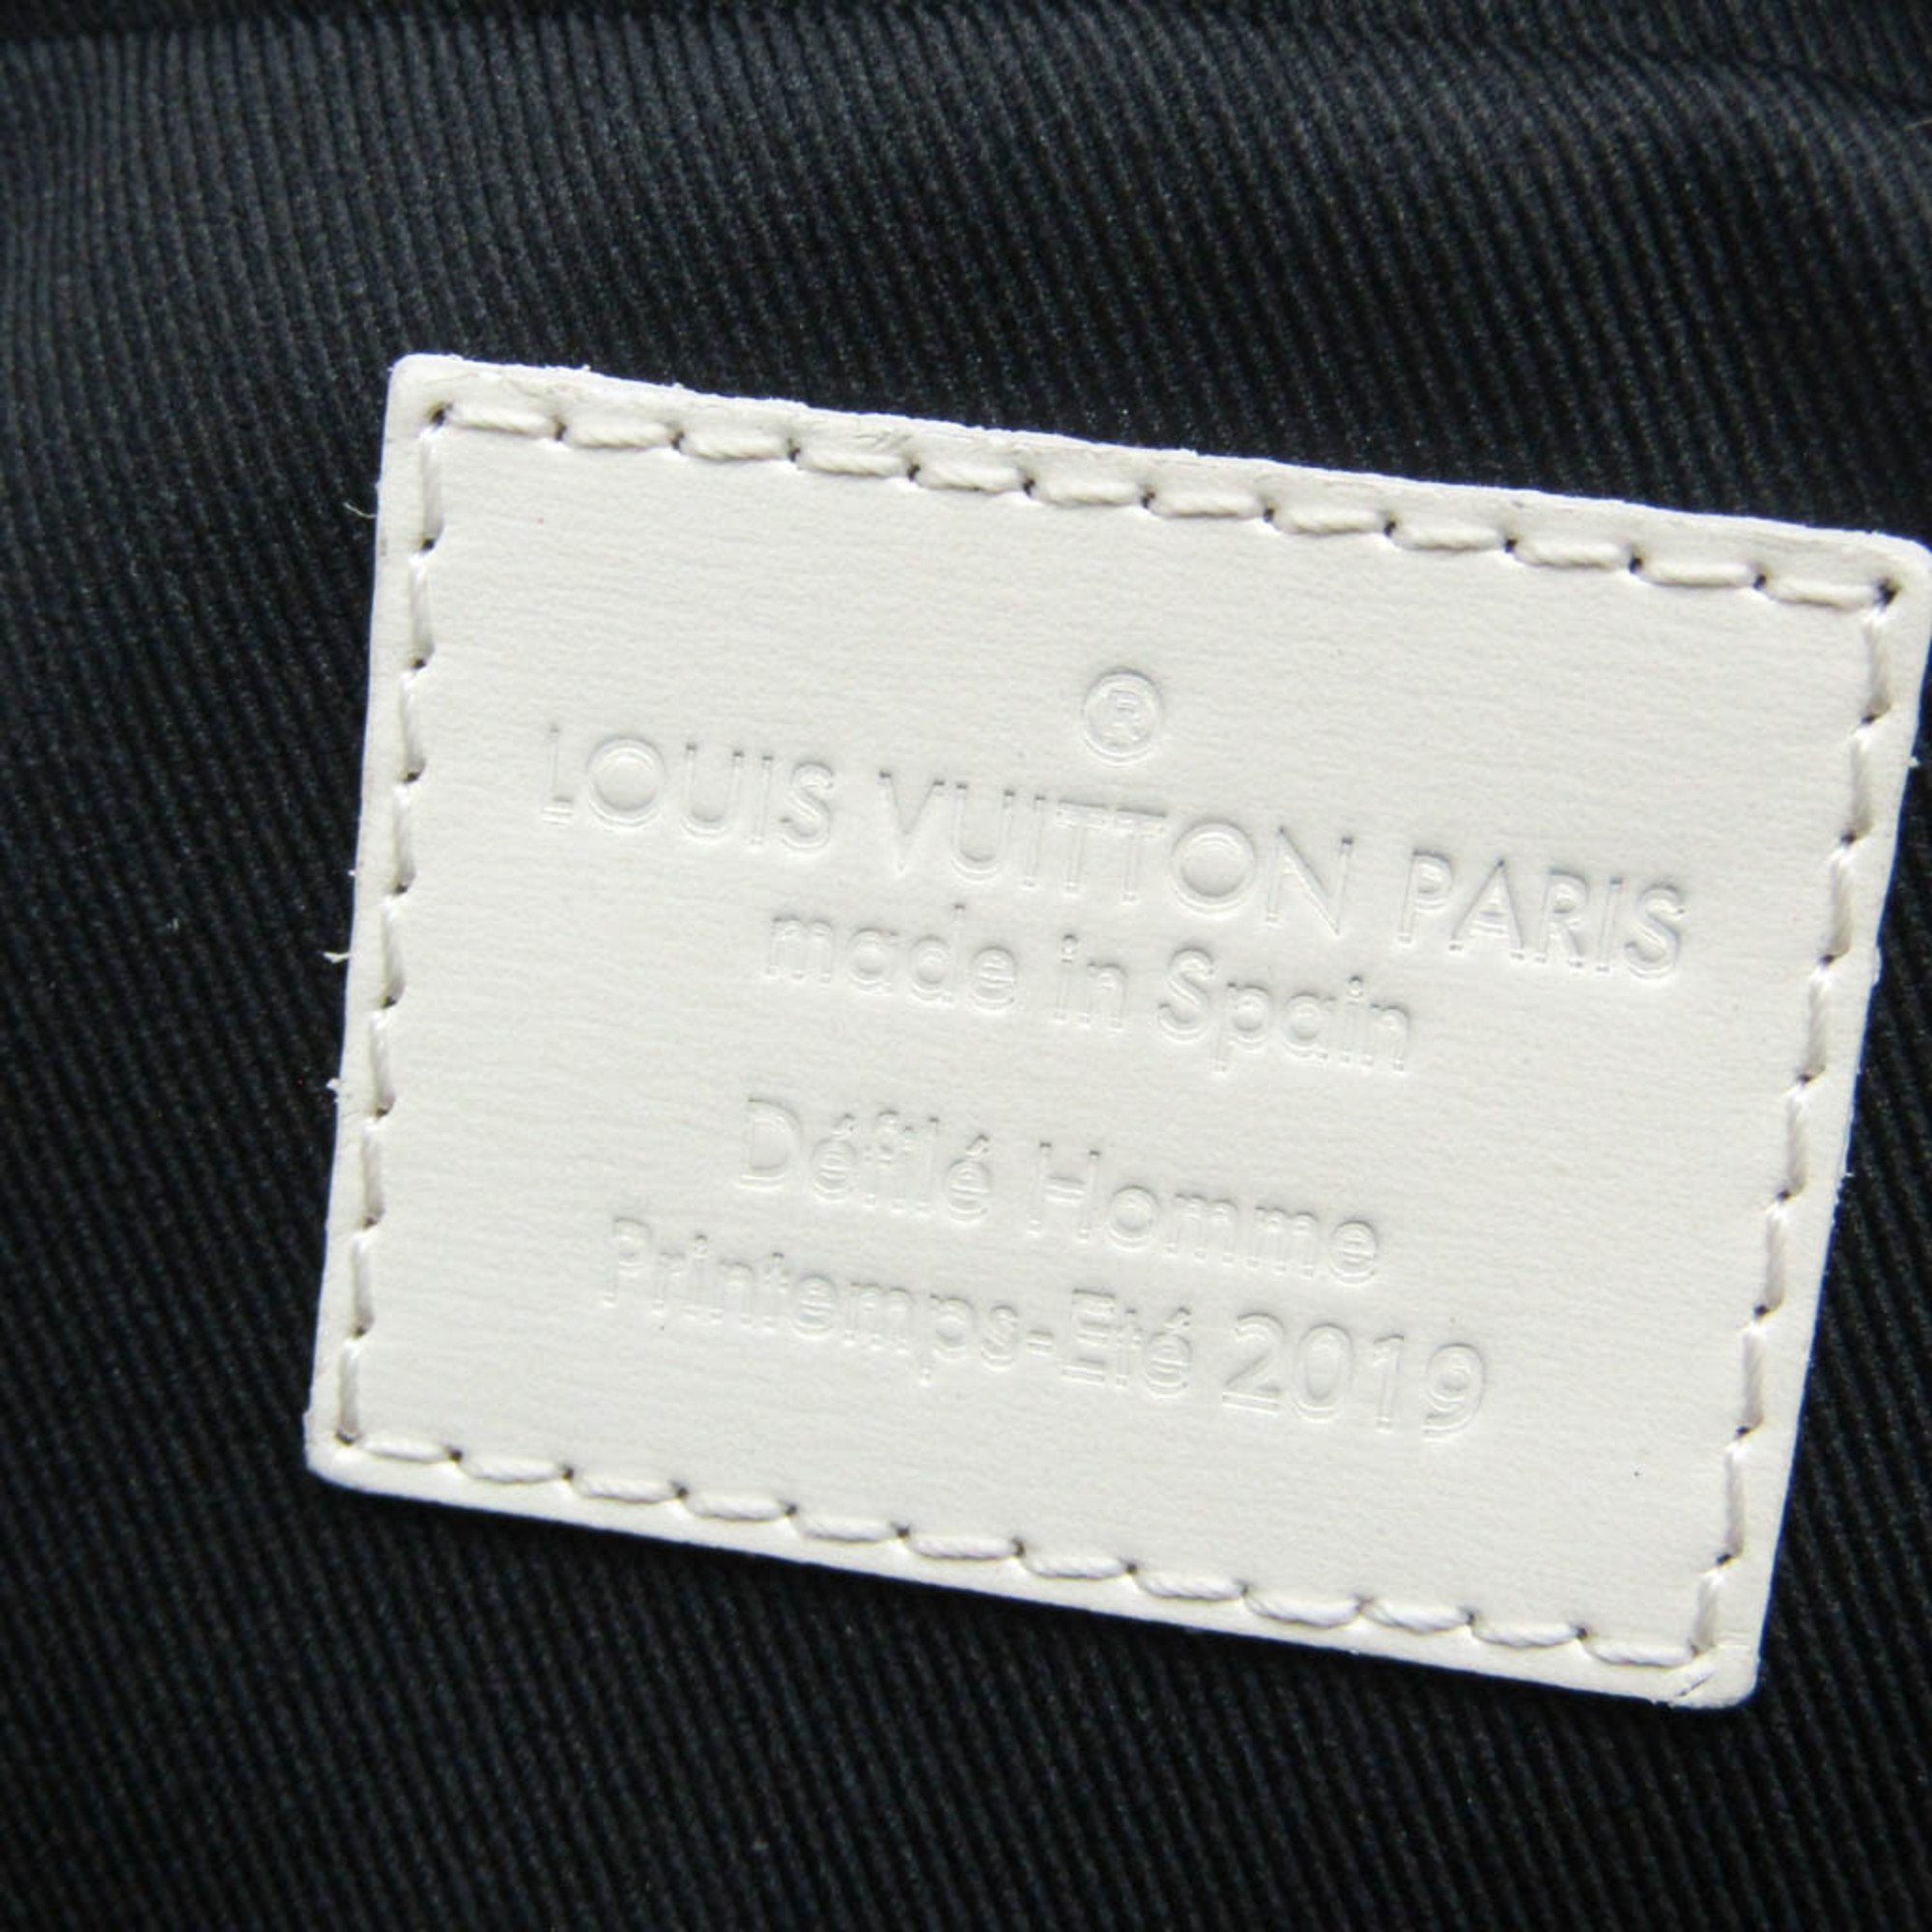 ®
LOUIS VUITTON PARIS
made in Spain
Défilé Homme
Printemps-Eté 2019